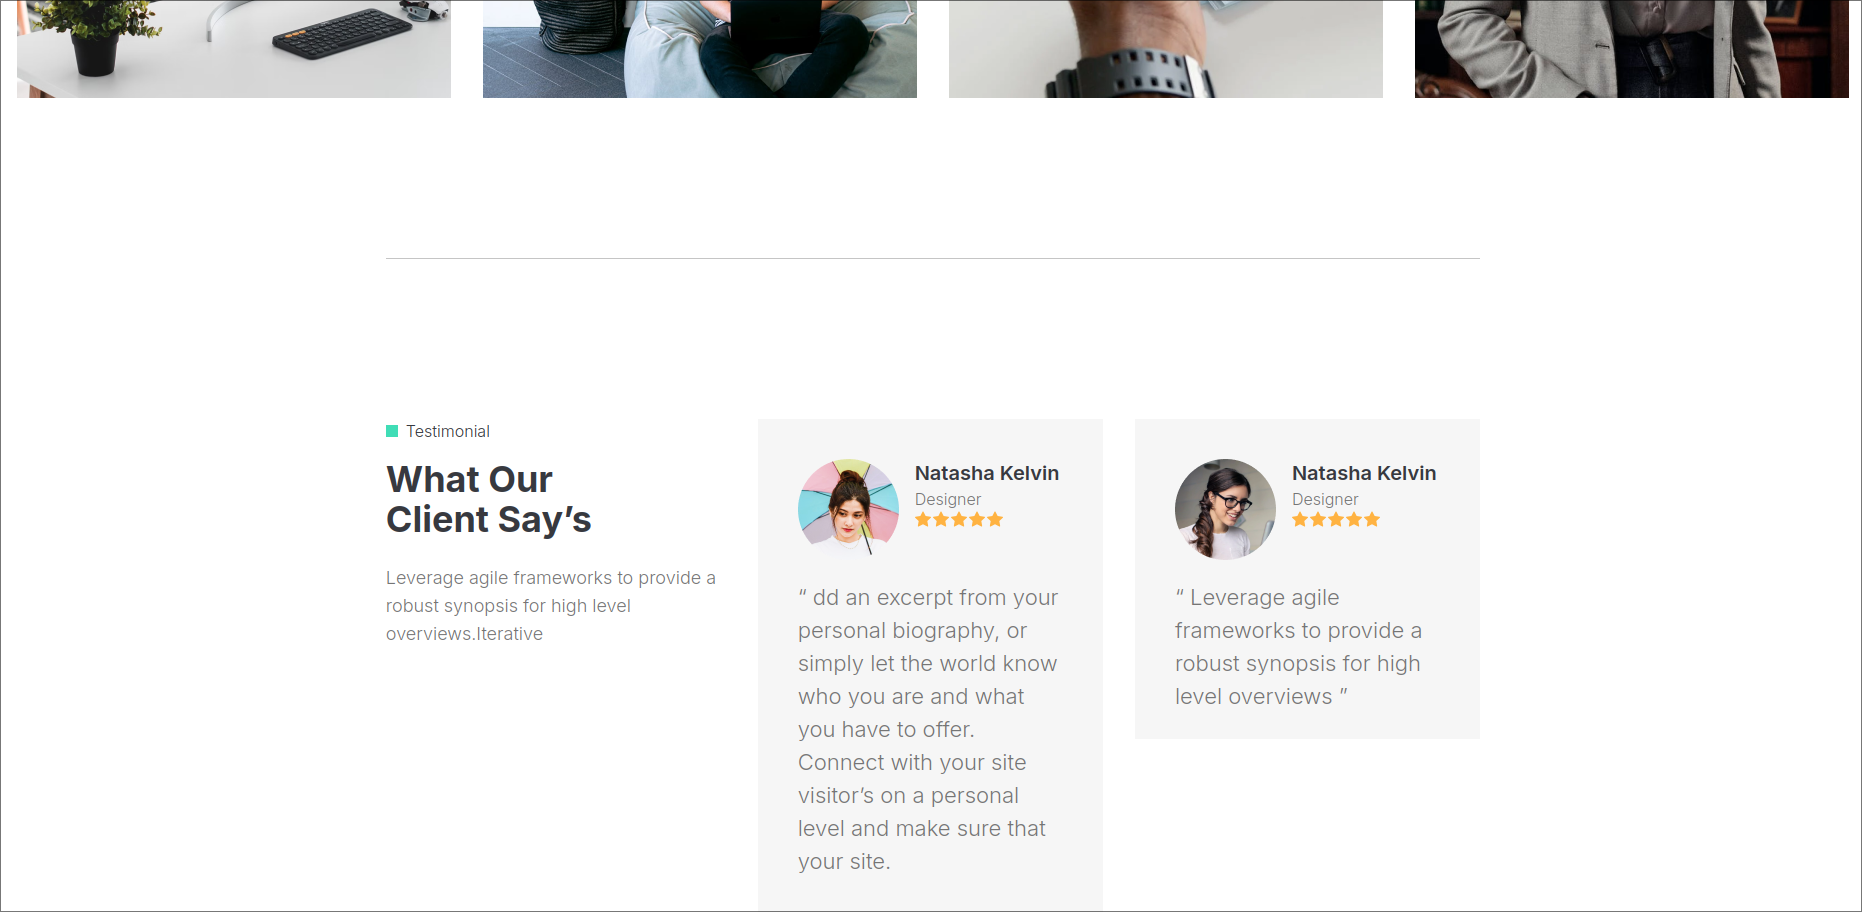 Testimonial
What Our
Client Say’s
Leverage agile frameworks to provide a
robust synopsis for high level
overviews.Iterative
Natasha Kelvin
Designer
“ dd an excerpt from your
personal biography, or
simply let the world know
who you are and what
you have to offer.
Connect with your site
visitor’s on a personal
level and make sure that
your site.
Natasha Kelvin
Designer
“ Leverage agile
frameworks to provide a
robust synopsis for high
level overviews ”